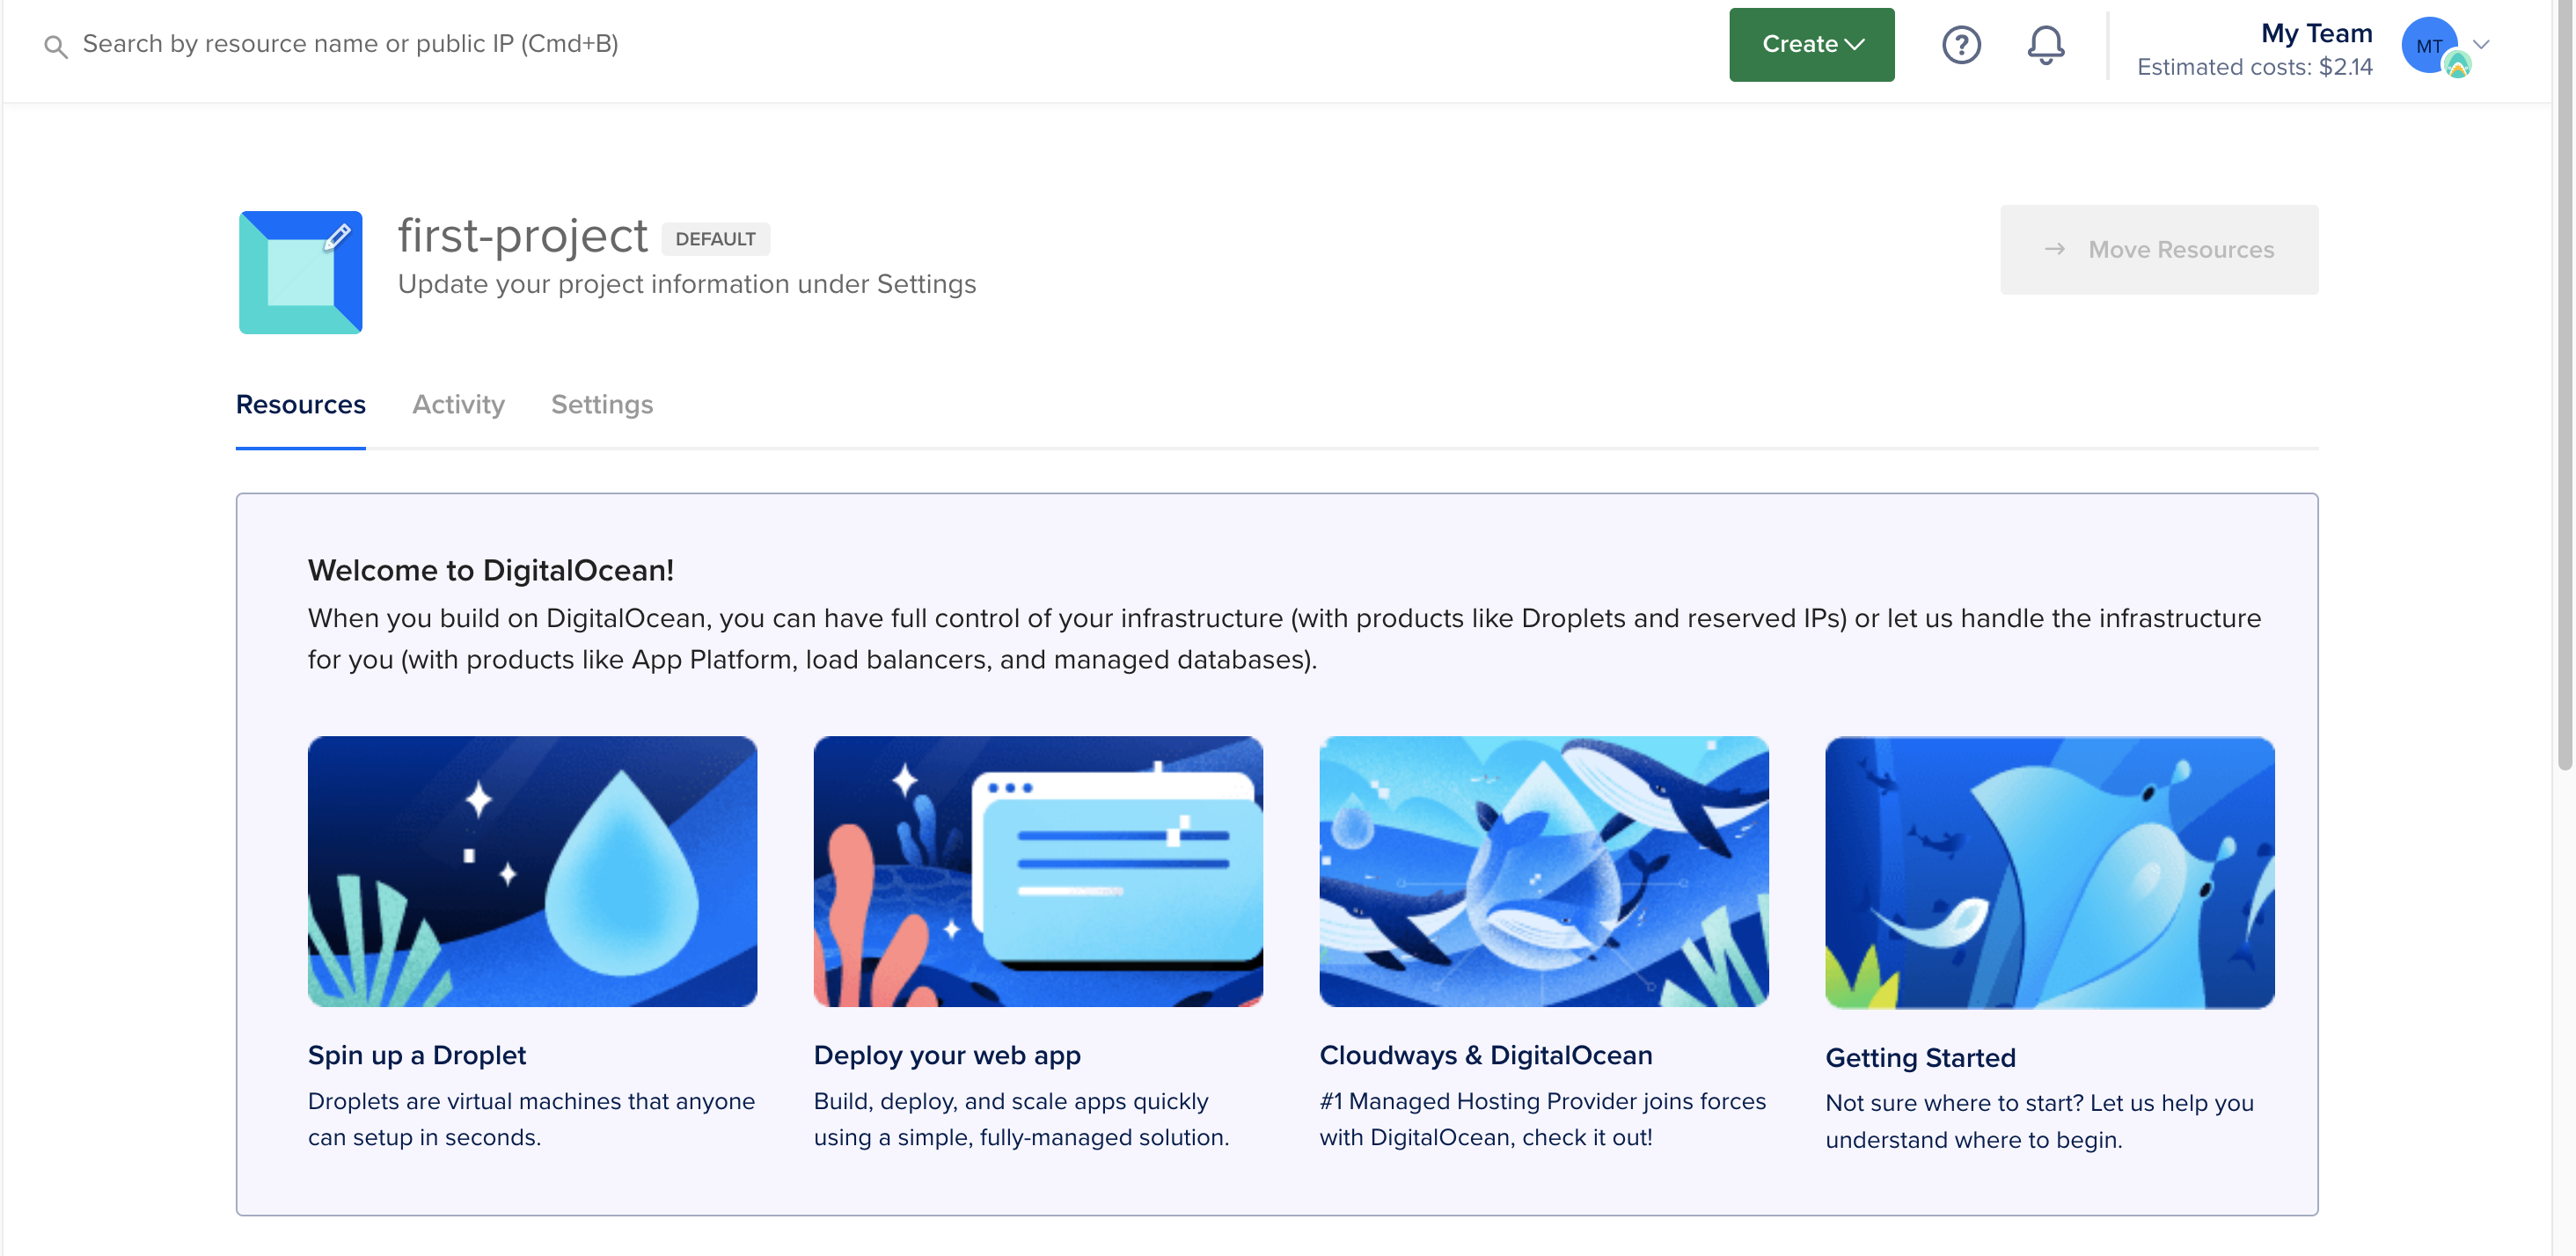 Search by resource name or public IP (Cmd+B)
Create
My Team
Estimated costs: $2.14
MT
first-project DEFAULT
Update your project information under Settings
Move Resources
Resources Activity Settings
Welcome to DigitalOcean!
When you build on DigitalOcean, you can have full control of your infrastructure (with products like Droplets and reserved IPs) or let us handle the infrastructure
for you (with products like App Platform, load balancers, and managed databases).
Spin up a Droplet
Droplets are virtual machines that anyone
can setup in seconds.
Deploy your web app
Build, deploy, and scale apps quickly
using a simple, fully-managed solution.
Cloudways & DigitalOcean
#1 Managed Hosting Provider joins forces
with DigitalOcean, check it out!
Getting Started
Not sure where to start? Let us help you
understand where to begin.